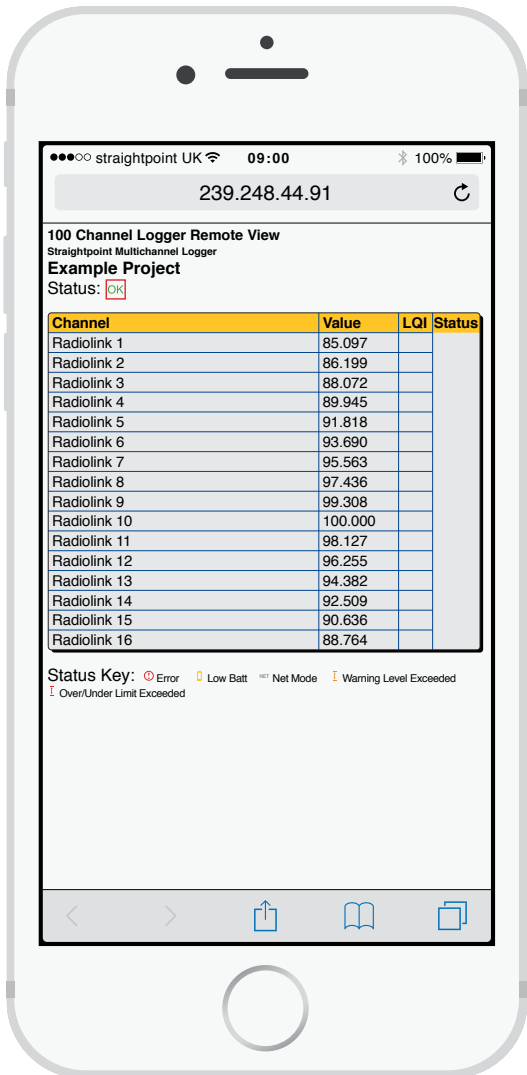 straightpoint UK 09:00 100%
239.248.44.91
100 Channel Logger Remote View
Straightpoint Multichannel Logger
Example Project
Status: OK
Channel Value LQI Status
Radiolink 1 85.097
Radiolink 2 86.199
Radiolink 3 88.072
Radiolink 4 89.945
Radiolink 5 91.818
Radiolink 6 93.690
Radiolink 7 95.563
Radiolink 8 97.436
Radiolink 9 99.308
Radiolink 10 100.000
Radiolink 11 98.127
Radiolink 12 96.255
Radiolink 13 94.382
Radiolink 14 92.509
Radiolink 15 90.636
Radiolink 16 88.764
Status Key: Error Low Batt NET Net Mode Warning Level Exceeded
Over/Under Limit Exceeded